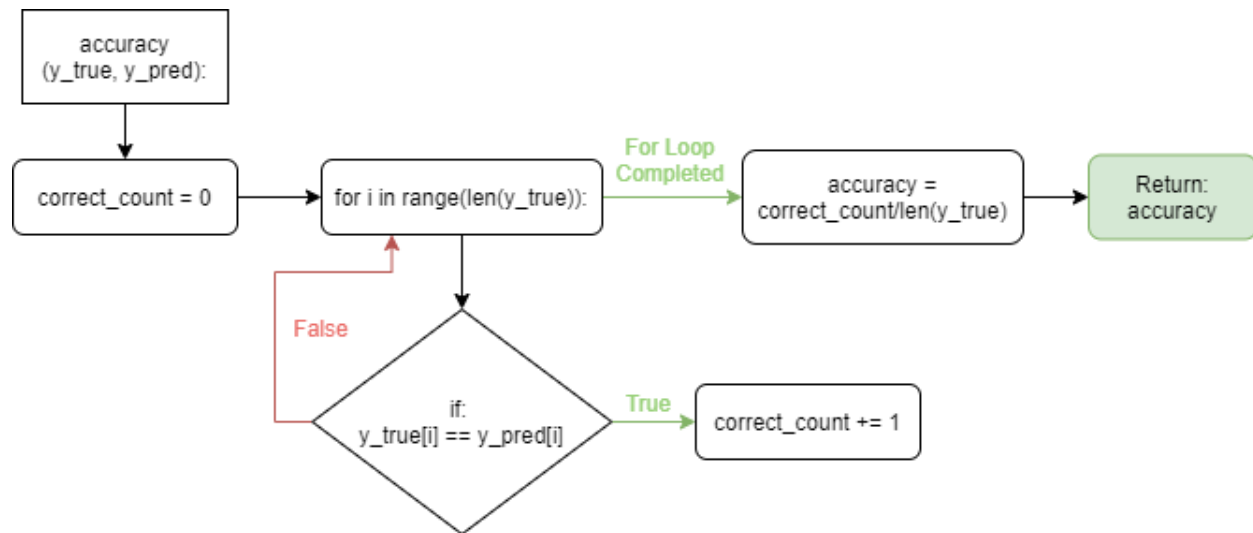 accuracy
(y_true, y_pred):
correct_count = 0
for i in range(len(y_true)):
For Loop
Completed
accuracy =
correct_count/len(y_true)
Return:
accuracy
False
if:
y_true[i] == y_pred[i]
True
correct_count += 1